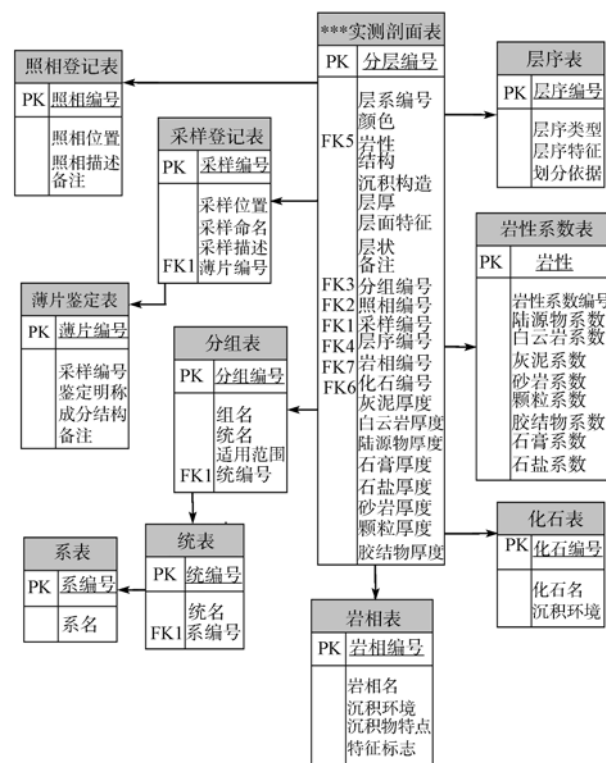 ***实测剖面表
PK 分层编号
层系编号
颜色
FK5 岩性
结构
沉积构造
层厚
层面特征
层状
备注
FK3 分组编号
FK2 照相编号
FK1 采样编号
FK4 层序编号
FK7 岩相编号
FK6 化石编号
灰泥厚度
白云岩厚度
陆源物厚度
石膏厚度
石盐厚度
砂岩厚度
颗粒厚度
胶结物厚度
照相登记表
PK 照相编号
照相位置
照相描述
备注
采样登记表
PK 采样编号
采样位置
采样命名
采样描述
FK1 薄片编号
薄片鉴定表
PK 薄片编号
采样编号
鉴定明称
成分结构
备注
分组表
PK 分组编号
组名
统名
适用范围
FK1 统编号
统表
PK 统编号
统名
FK1 系编号
系表
PK 系编号
系名
层序表
PK 层序编号
层序类型
层序特征
划分依据
岩性系数表
PK 岩性
岩性系数编号
陆源物系数
白云岩系数
灰泥系数
砂岩系数
颗粒系数
胶结物系数
石膏系数
石盐系数
化石表
PK 化石编号
化石名
沉积环境
岩相表
PK 岩相编号
岩相名
沉积环境
沉积物特点
特征标志